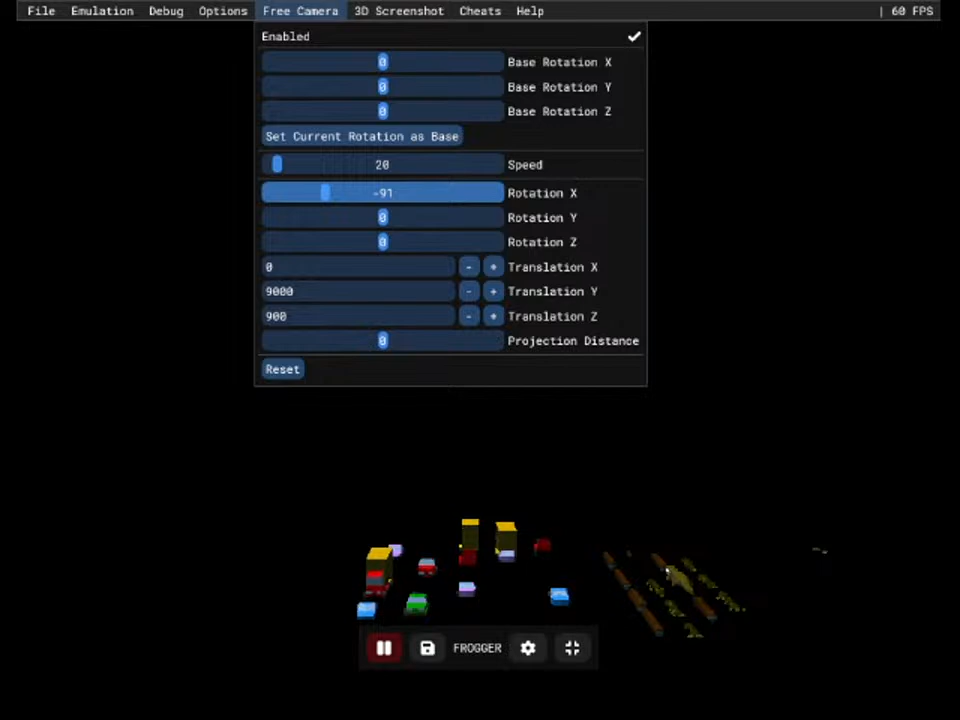 File Emulation Debug Options Free Camera 3D Screenshot Cheats Help | 60 FPS
Enabled
0 Base Rotation X
0 Base Rotation Y
0 Base Rotation Z
Set Current Rotation as Base
20 Speed
-91 Rotation X
0 Rotation Y
0 Rotation Z
0 - + Translation X
9000 - + Translation Y
900 - + Translation Z
0 Projection Distance
Reset
FROGGER